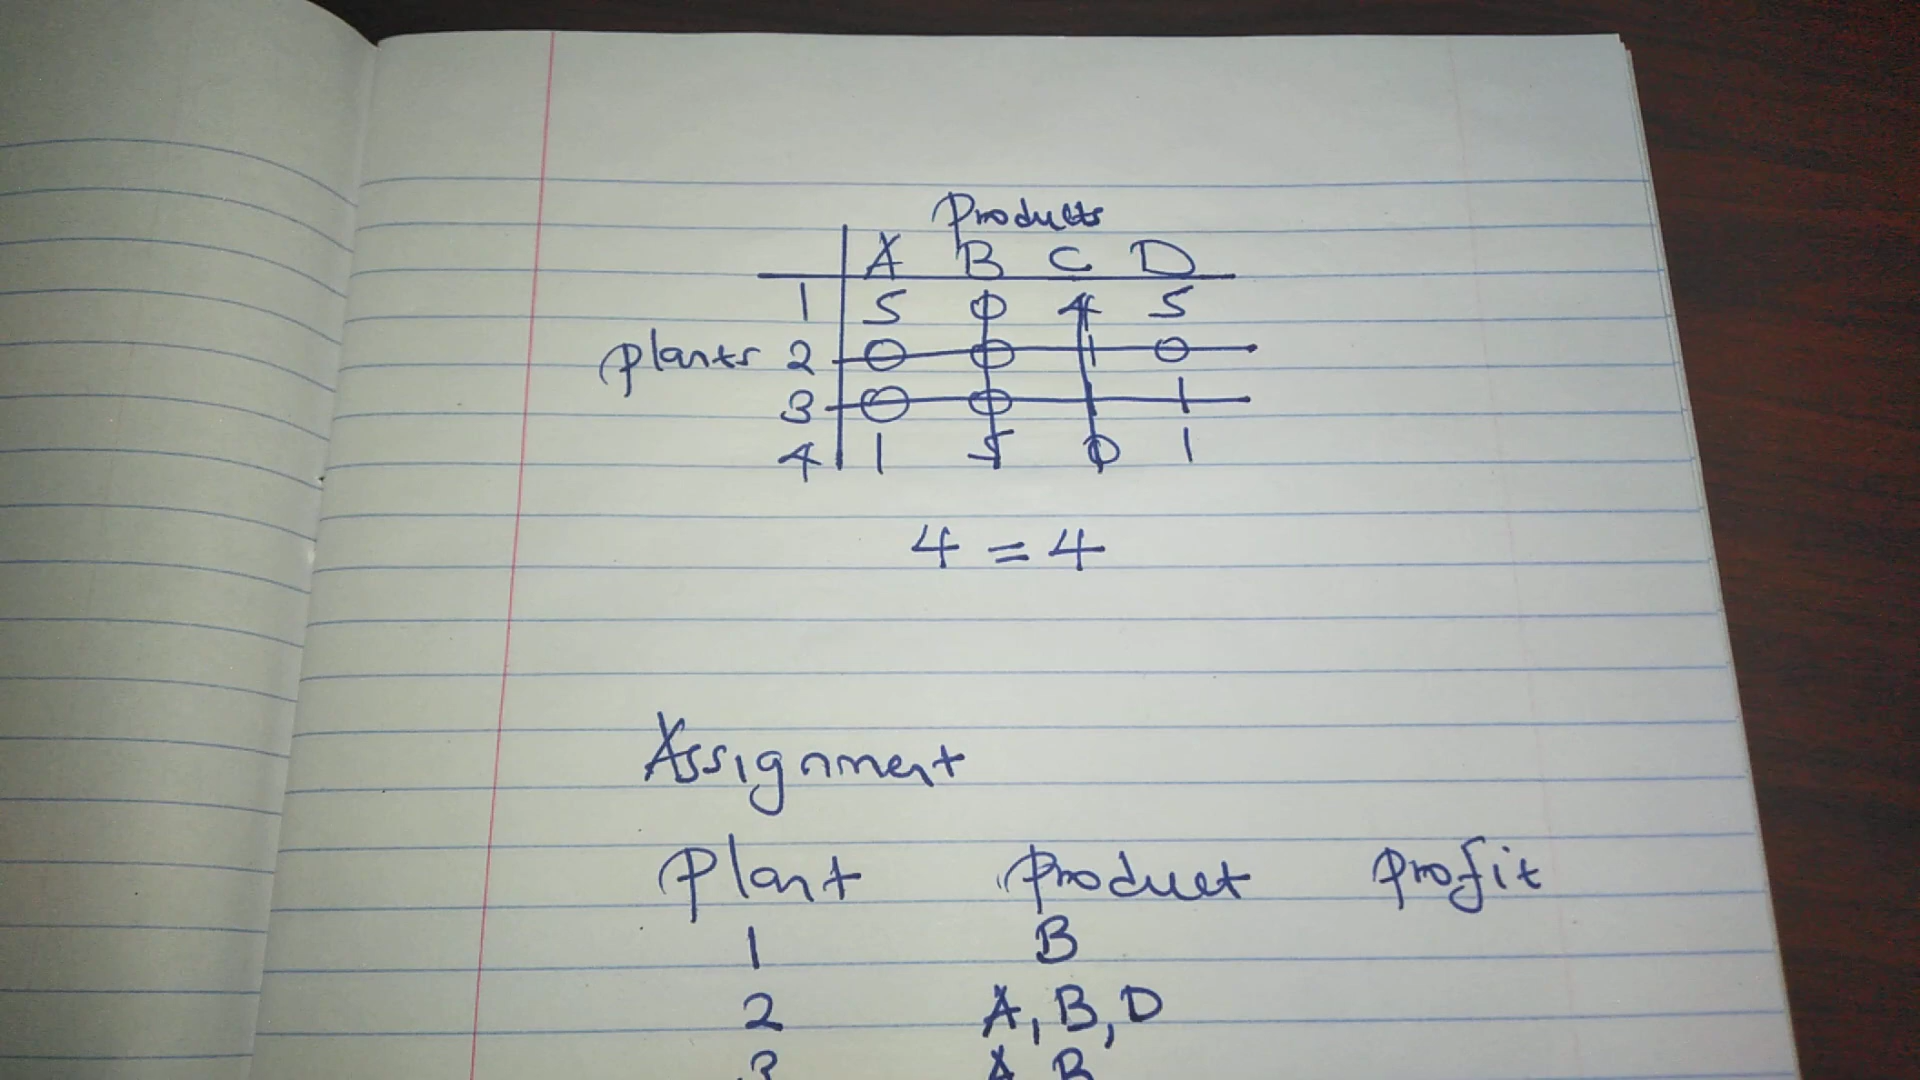 Products
A B C D
1 5 0 4 5
Plants 2 0 0 1 0
3 0 0 1 1
4 1 5 0 1
4 = 4
Assignment
Plant Product Profit
1 B
2 A, B, D
3 A B